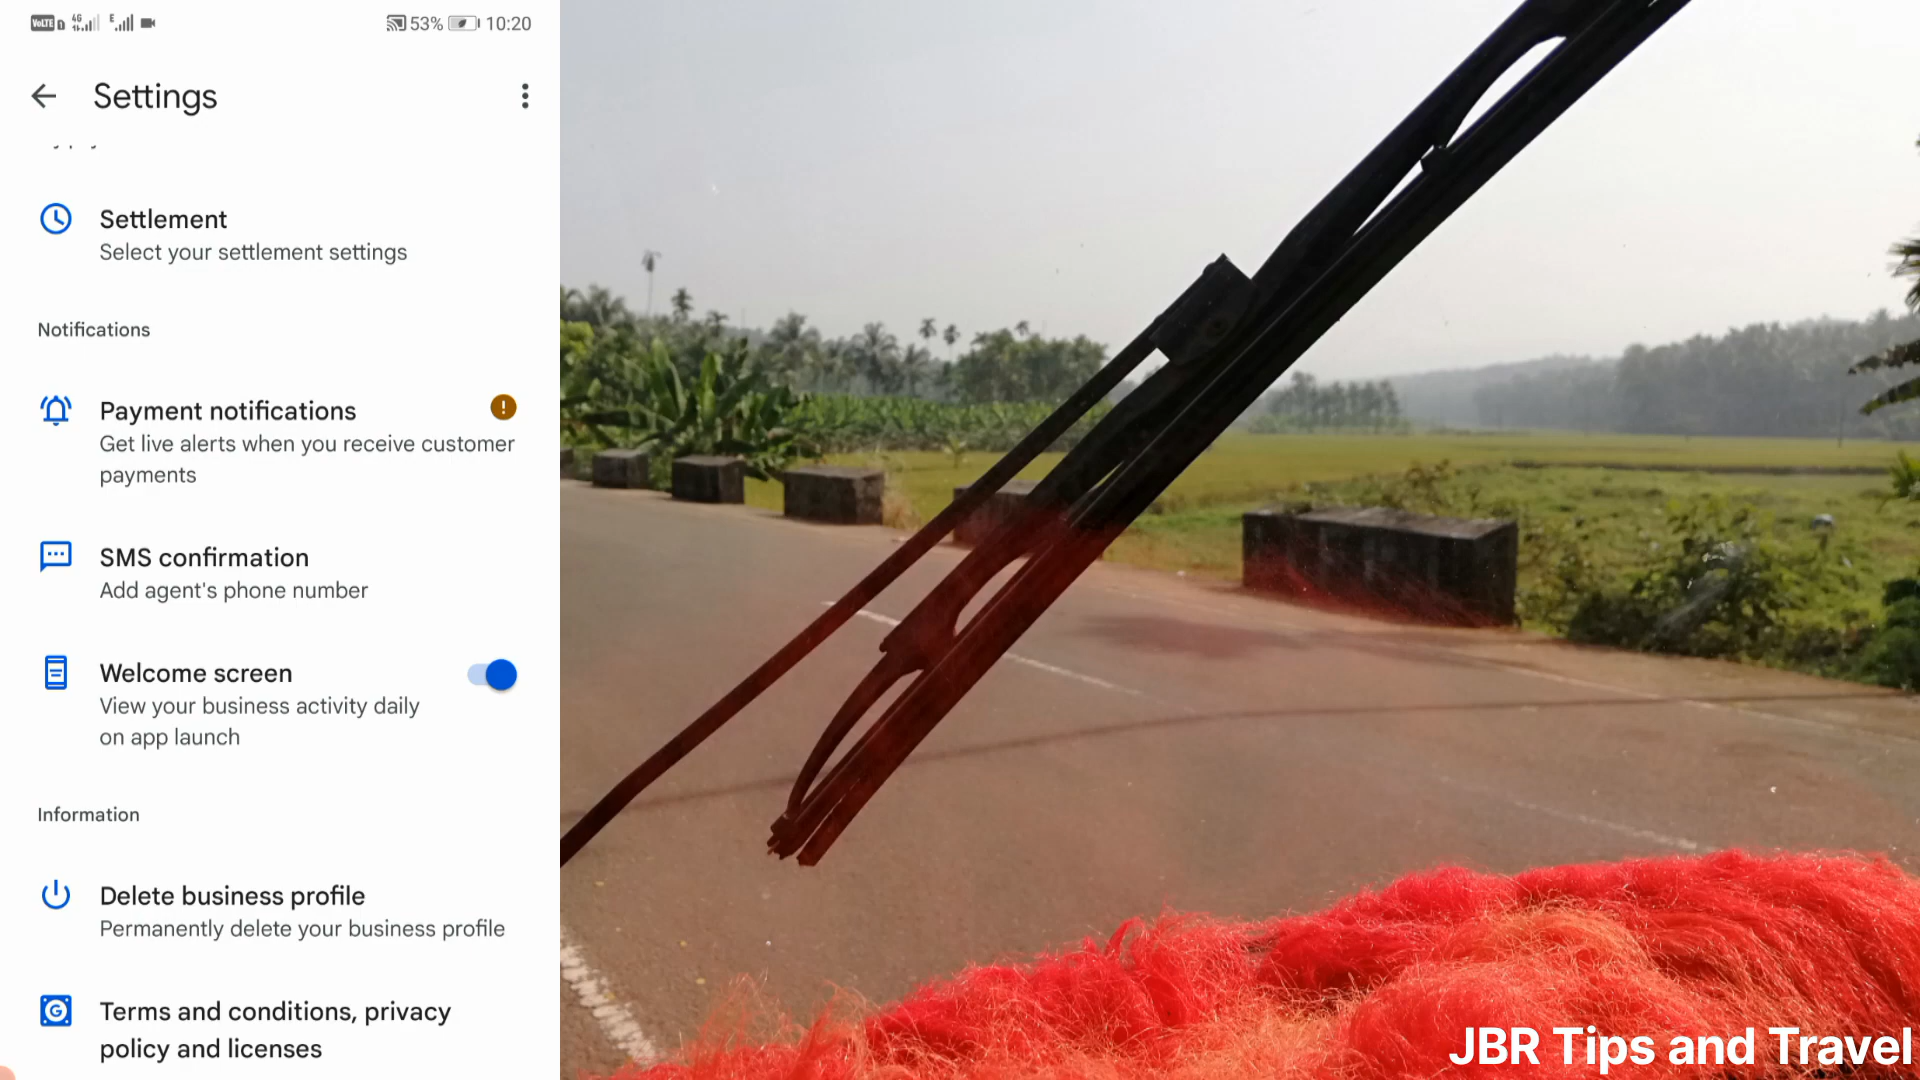 VoLTE 4G E 53% 10:20
Settings
Settlement
Select your settlement settings
Notifications
Payment notifications
Get live alerts when you receive customer
payments
SMS confirmation
Add agent's phone number
Welcome screen
View your business activity daily
on app launch
Information
Delete business profile
Permanently delete your business profile
Terms and conditions, privacy
policy and licenses
JBR Tips and Travel